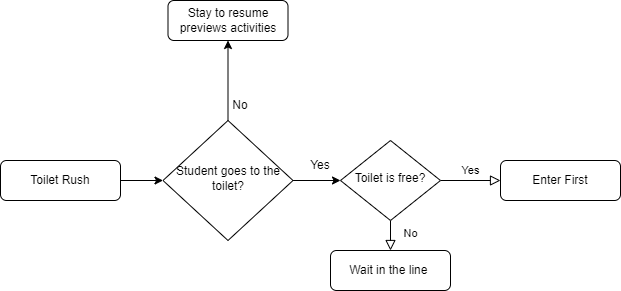 Stay to resume
previews activities
No
Toilet Rush
Student goes to the
toilet?
Yes
Toilet is free?
Yes
Enter First
No
Wait in the line